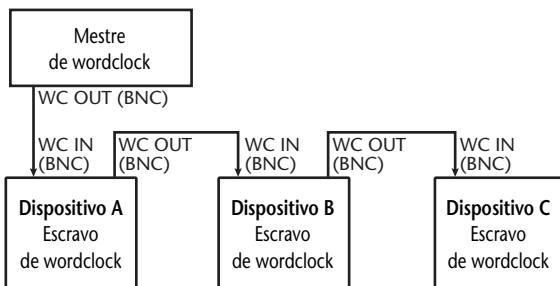 Mestre
de wordclock
WC OUT (BNC)
WC IN
(BNC)
WC OUT
(BNC)
WC IN
(BNC)
WC OUT
(BNC)
WC IN
(BNC)
Dispositivo A
Escravo
de wordclock
Dispositivo B
Escravo
de wordclock
Dispositivo C
Escravo
de wordclock